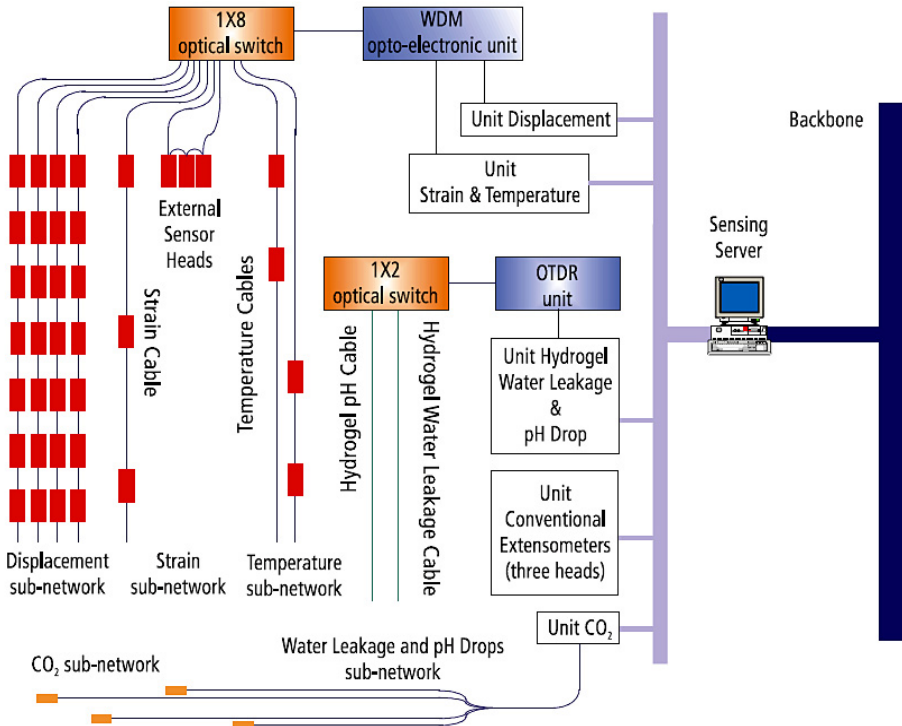 1X8
optical switch
WDM
opto-electronic unit
Unit Displacement
Backbone
Unit
Strain & Temperature
External
Sensor
Heads
Sensing
Server
Strain Cable
Temperature Cables
1X2
optical switch
OTDR
unit
Hydrogel pH Cable
Hydrogel Water Leakage Cable
Unit Hydrogel
Water Leakage
&
pH Drop
Unit
Conventional
Extensometers
(three heads)
Displacement
sub-network
Strain
sub-network
Temperature
sub-network
Unit CO₂
Water Leakage and pH Drops
sub-network
CO₂ sub-network